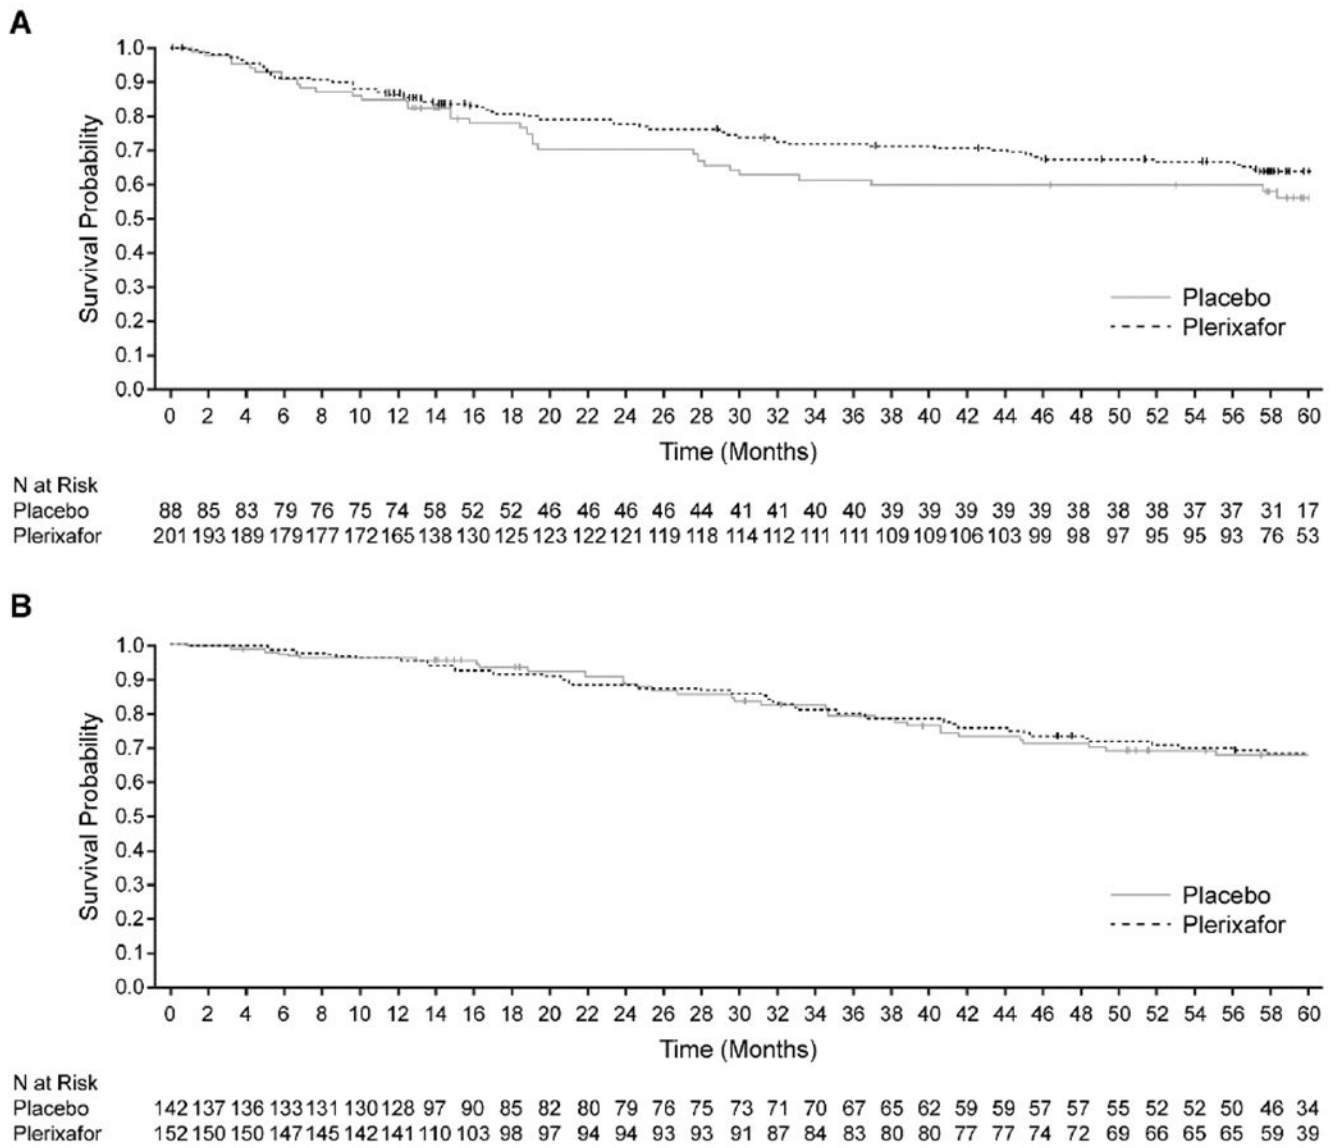 A
1.0
0.9
0.8
0.7
0.6
0.5
0.4
0.3
0.2
0.1
0.0
Survival Probability
Placebo
Plerixafor
0 2 4 6 8 10 12 14 16 18 20 22 24 26 28 30 32 34 36 38 40 42 44 46 48 50 52 54 56 58 60
Time (Months)
N at Risk
Placebo 88 85 83 79 76 75 74 58 52 52 46 46 46 46 44 41 41 40 40 39 39 39 39 39 38 38 38 37 37 31 17
Plerixafor 201 193 189 179 177 172 165 138 130 125 123 122 121 119 118 114 112 111 111 109 109 106 103 99 98 97 95 95 93 76 53
B
1.0
0.9
0.8
0.7
0.6
0.5
0.4
0.3
0.2
0.1
0.0
Survival Probability
Placebo
Plerixafor
0 2 4 6 8 10 12 14 16 18 20 22 24 26 28 30 32 34 36 38 40 42 44 46 48 50 52 54 56 58 60
Time (Months)
N at Risk
Placebo 142 137 136 133 131 130 128 97 90 85 82 80 79 76 75 73 71 70 67 65 62 59 59 57 57 55 52 52 50 46 34
Plerixafor 152 150 150 147 145 142 141 110 103 98 97 94 94 93 93 91 87 84 83 80 80 77 77 74 72 69 66 65 65 59 39